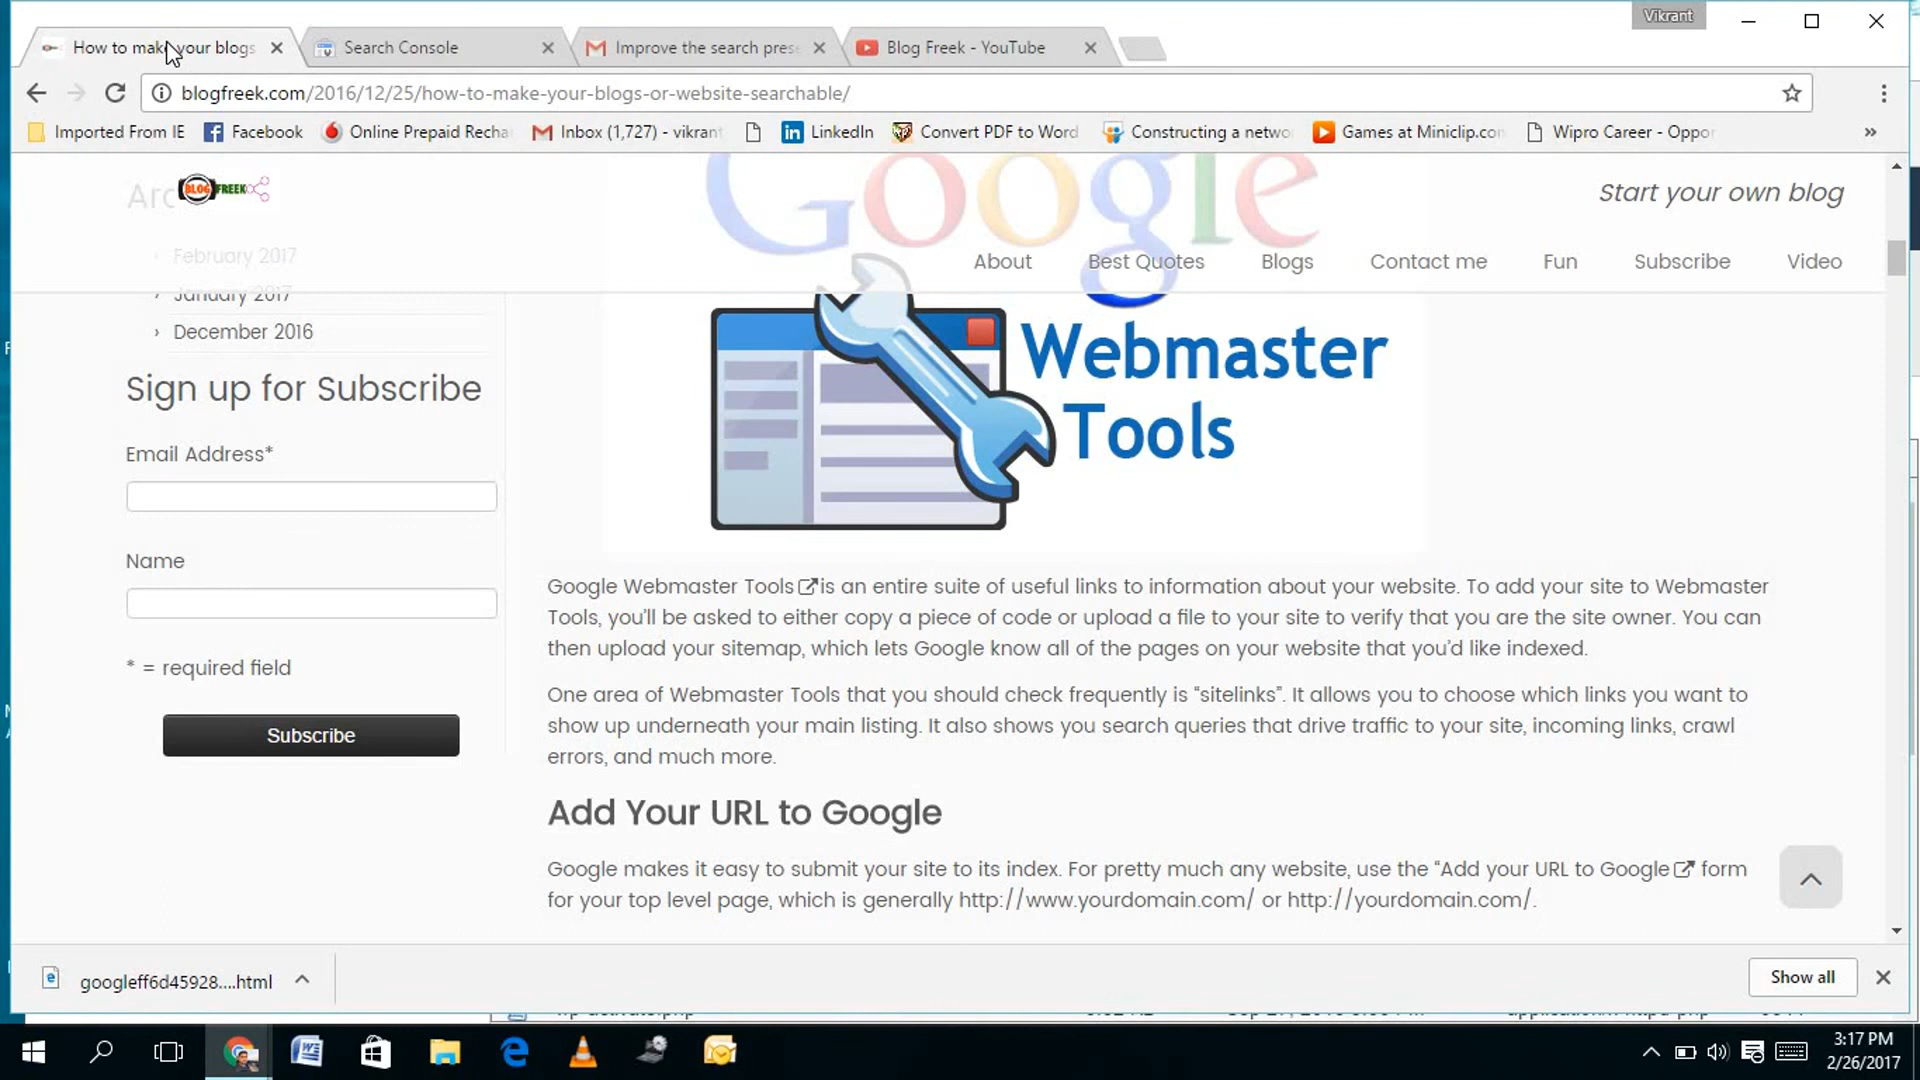 Vikrant
How to make your blogs
Search Console
Improve the search pres
Blog Freek - YouTube
blogfreek.com/2016/12/25/how-to-make-your-blogs-or-website-searchable/
Imported From IE
Facebook
Online Prepaid Recha
Inbox (1,727) - vikrant
LinkedIn
Convert PDF to Word
Constructing a netwo
Games at Miniclip.com
Wipro Career - Oppor
»
Arc
BLOG FREEK
Google
Start your own blog
About
Best Quotes
Blogs
Contact me
Fun
Subscribe
Video
February 2017
January 2017
December 2016
Webmaster
Tools
Sign up for Subscribe
Email Address*
Name
* = required field
Subscribe
Google Webmaster Tools is an entire suite of useful links to information about your website. To add your site to Webmaster
Tools, you'll be asked to either copy a piece of code or upload a file to your site to verify that you are the site owner. You can
then upload your sitemap, which lets Google know all of the pages on your website that you'd like indexed.
One area of Webmaster Tools that you should check frequently is “sitelinks”. It allows you to choose which links you want to
show up underneath your main listing. It also shows you search queries that drive traffic to your site, incoming links, crawl
errors, and much more.
Add Your URL to Google
Google makes it easy to submit your site to its index. For pretty much any website, use the “Add your URL to Google form
for your top level page, which is generally http://www.yourdomain.com/ or http://yourdomain.com/.
googleff6d45928....html
Show all
3:17 PM
2/26/2017